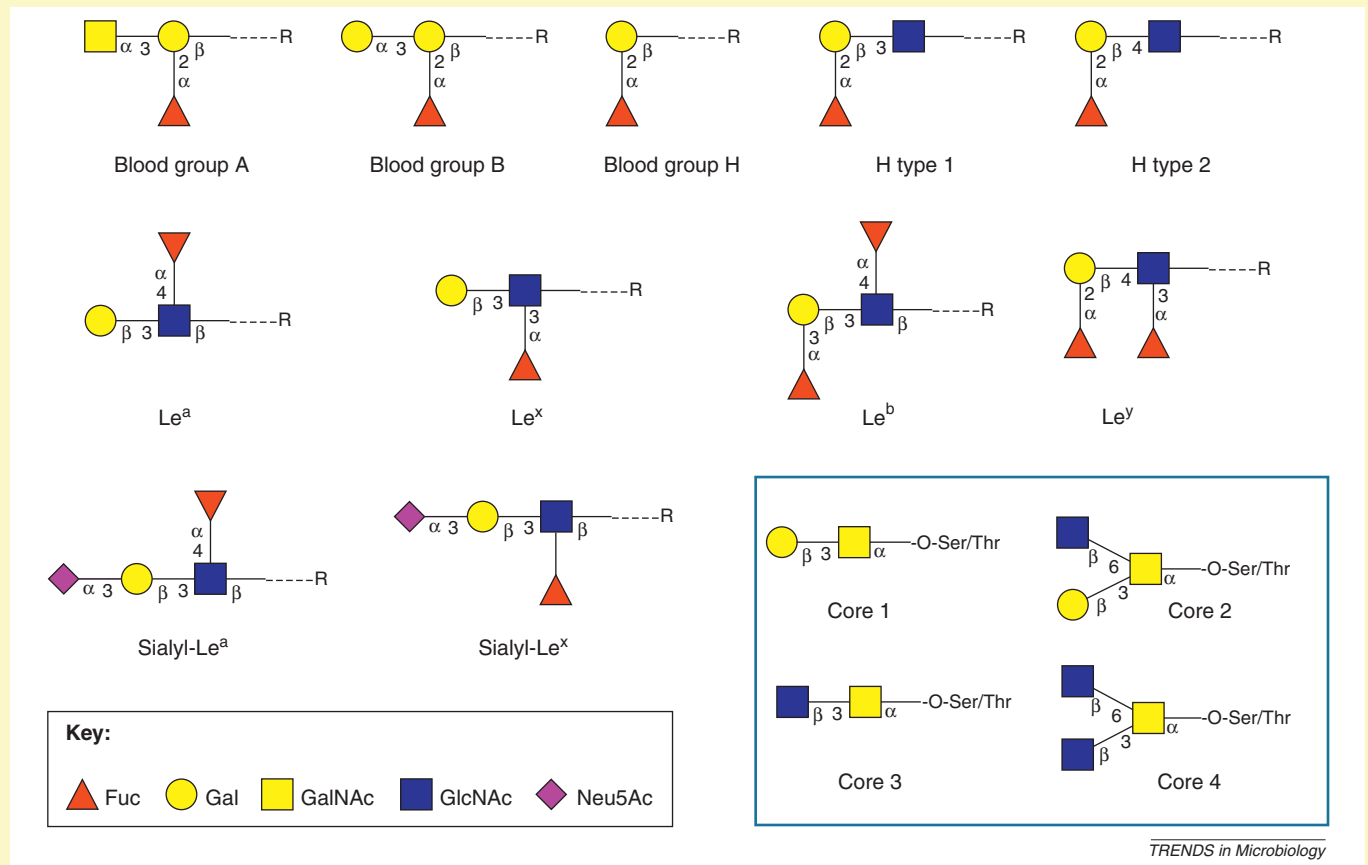 α 3 β -----R
2
α
Blood group A
α 3 β -----R
2
α
Blood group B
β -----R
2
α
Blood group H
β 3 -----R
2
α
H type 1
β 4 -----R
2
α
H type 2
α
4
β 3 β -----R
Le^a
β 3 -----R
3
α
Le^x
α
4
β 3 β -----R
3
α
Le^b
β 4 -----R
2 3
α α
Le^y
α
4
α 3 β 3 β -----R
Sialyl-Le^a
α 3 β 3 β -----R
Sialyl-Le^x
β 3 α -O-Ser/Thr
Core 1
β 6 α -O-Ser/Thr
β 3
Core 2
β 3 α -O-Ser/Thr
Core 3
β 6 α -O-Ser/Thr
β 3
Core 4
Key:
Fuc Gal GalNAc GlcNAc Neu5Ac
TRENDS in Microbiology